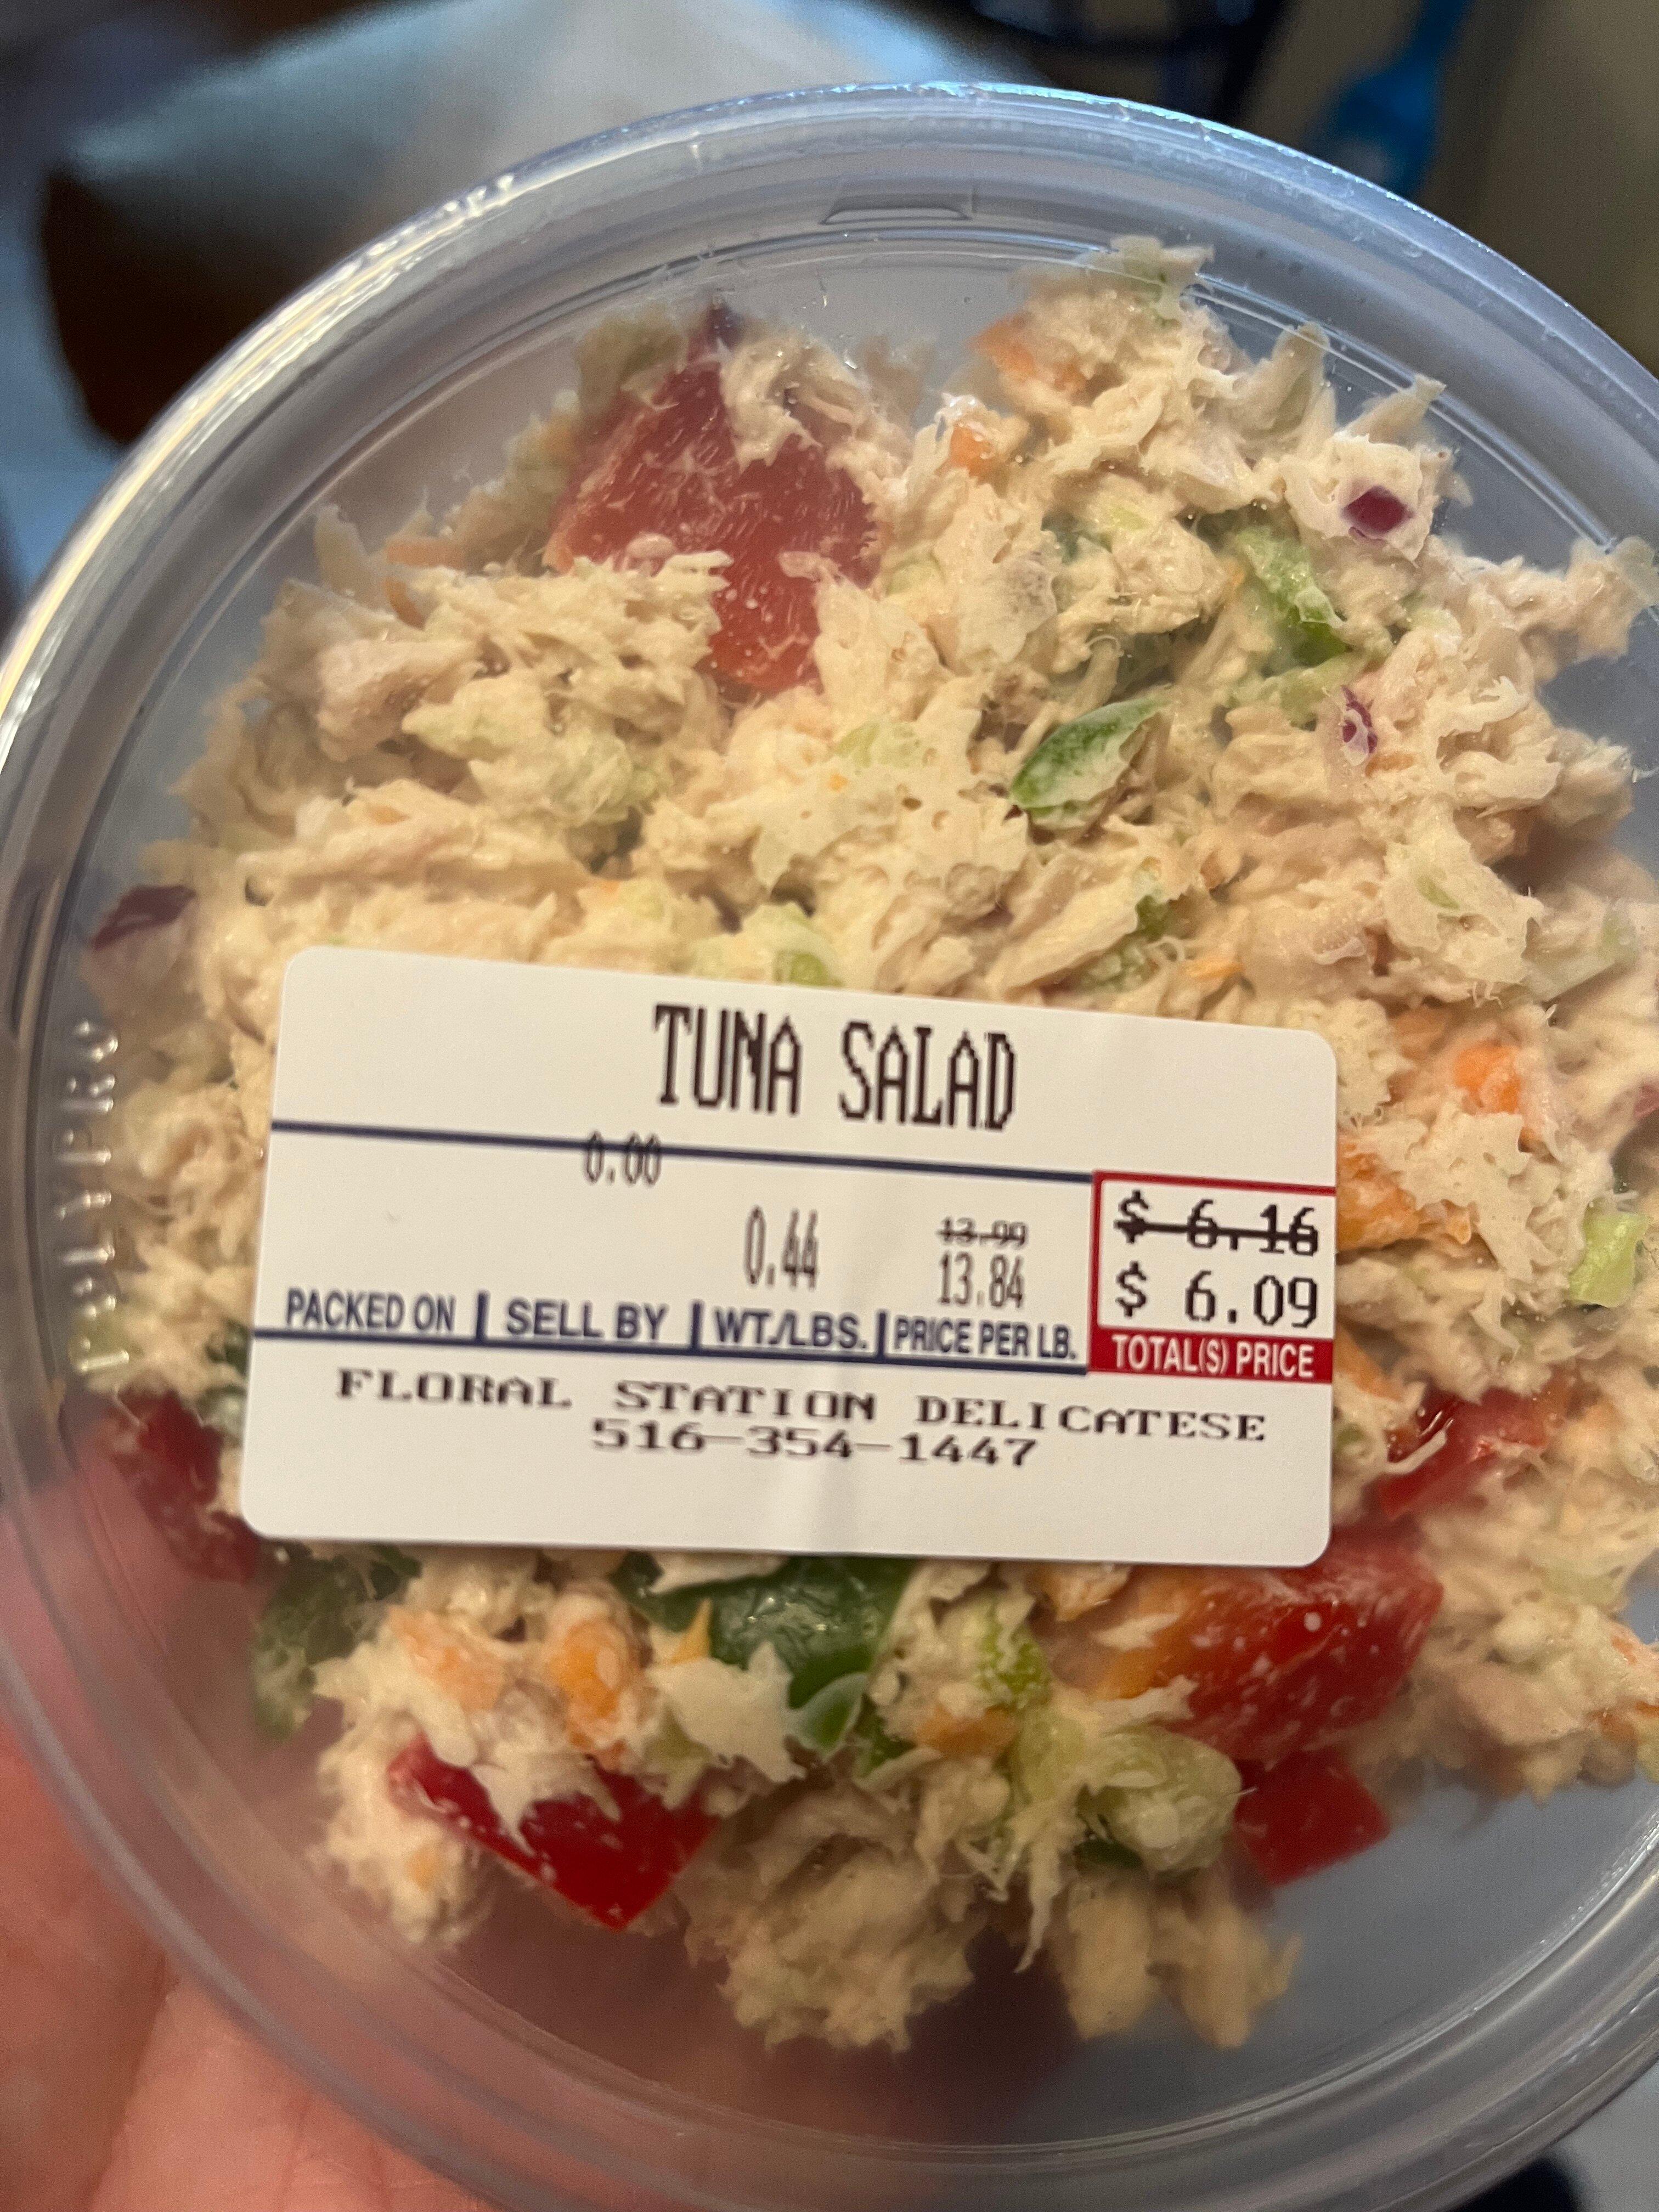 TUNA SALAD
0.00
0.44 13.99 $ 6.16
13.84 $ 6.09
PACKED ON | SELL BY | WT./LBS. | PRICE PER LB. TOTAL(S) PRICE
FLORAL STATION DELICATESE
516-354-1447